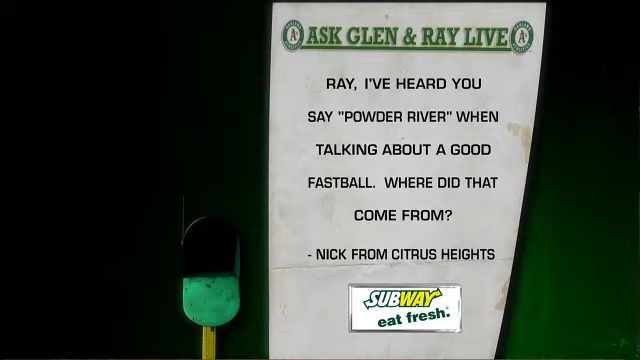 ASK GLEN & RAY LIVE
RAY, I'VE HEARD YOU
SAY "POWDER RIVER" WHEN
TALKING ABOUT A GOOD
FASTBALL. WHERE DID THAT
COME FROM?
- NICK FROM CITRUS HEIGHTS
SUBWAY
eat fresh.